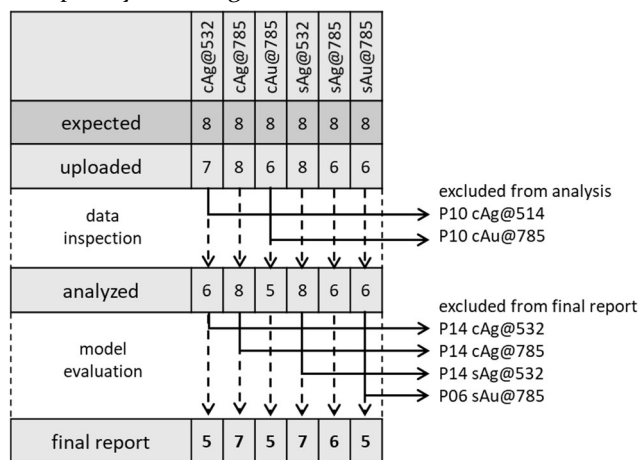 cAg@532 cAg@785 cAu@785 sAg@532 sAg@785 sAu@785
expected 8 8 8 8 8 8
uploaded 7 8 6 8 6 6
excluded from analysis
data
inspection
P10 cAg@514
P10 cAu@785
analyzed 6 8 5 8 6 6
excluded from final report
P14 cAg@532
model
evaluation
P14 cAg@785
P14 sAg@532
P06 sAu@785
final report 5 7 5 7 6 5